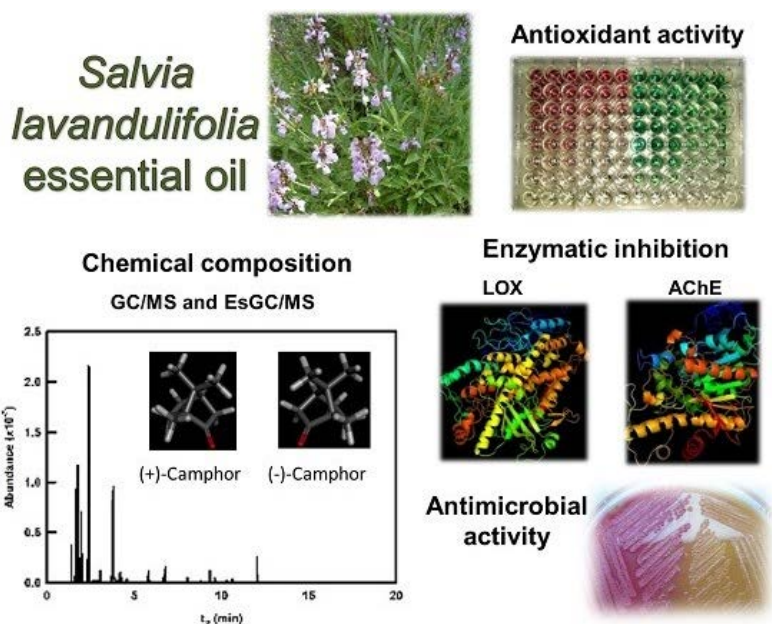 Salvia
lavandulifolia
essential oil
Antioxidant activity
Chemical composition
GC/MS and EsGC/MS
2.5
2.0
1.5
1.0
0.5
0.0
Abundance
0
5
10
15
20
(min)
(+)-Camphor
(-)-Camphor
Enzymatic inhibition
LOX
AChE
Antimicrobial
activity